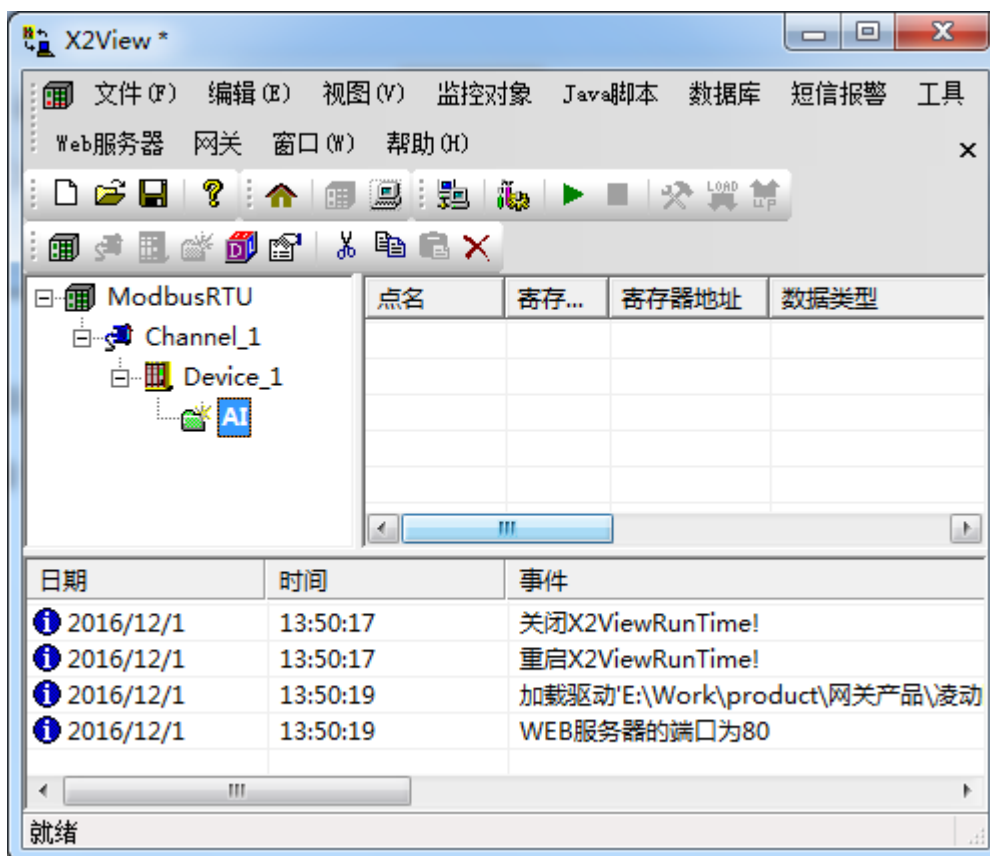 X2View *
文件(F) 编辑(E) 视图(V) 监控对象 Java脚本 数据库 短信报警 工具
Web服务器 网关 窗口(W) 帮助(H)
LOAD UP
ModbusRTU
Channel_1
Device_1
AI
点名 寄存... 寄存器地址 数据类型
日期 时间 事件
2016/12/1 13:50:17 关闭X2ViewRunTime!
2016/12/1 13:50:17 重启X2ViewRunTime!
2016/12/1 13:50:19 加载驱动'E:\Work\product\网关产品\凌动
2016/12/1 13:50:19 WEB服务器的端口为80
就绪